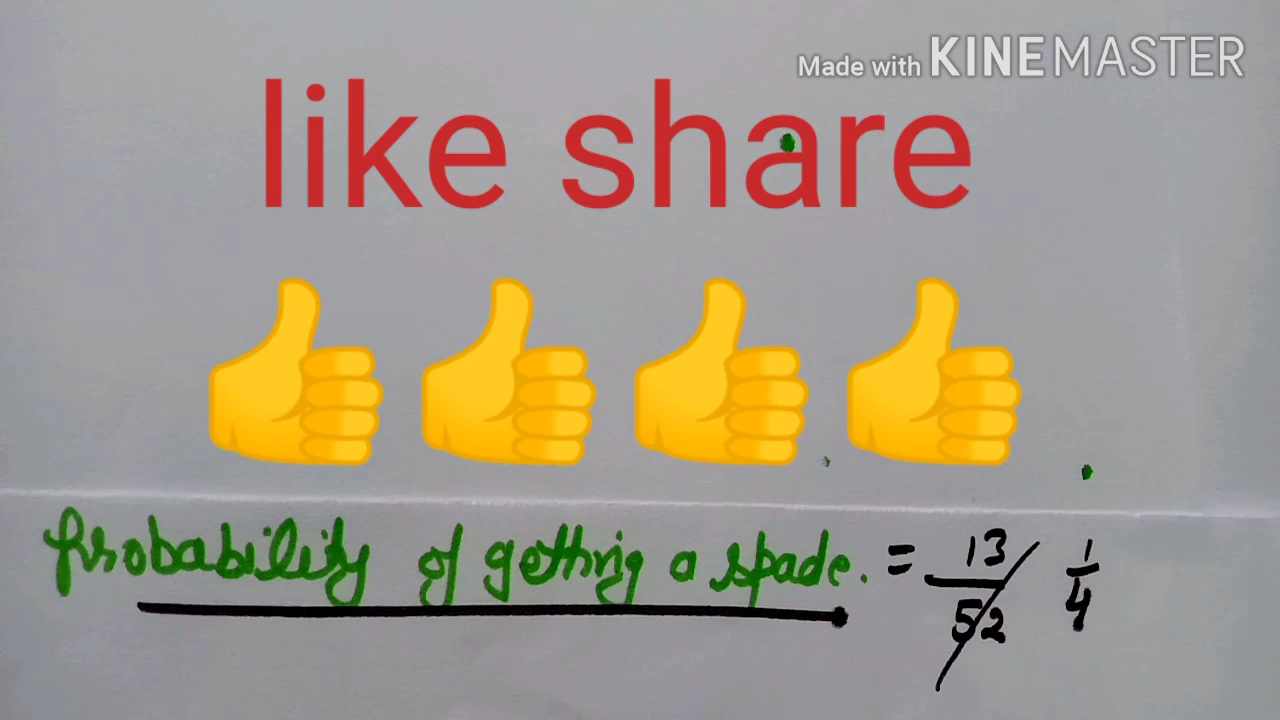 Made with KINEMASTER
like share
Probability of getting a spade. = 13/52 1/4